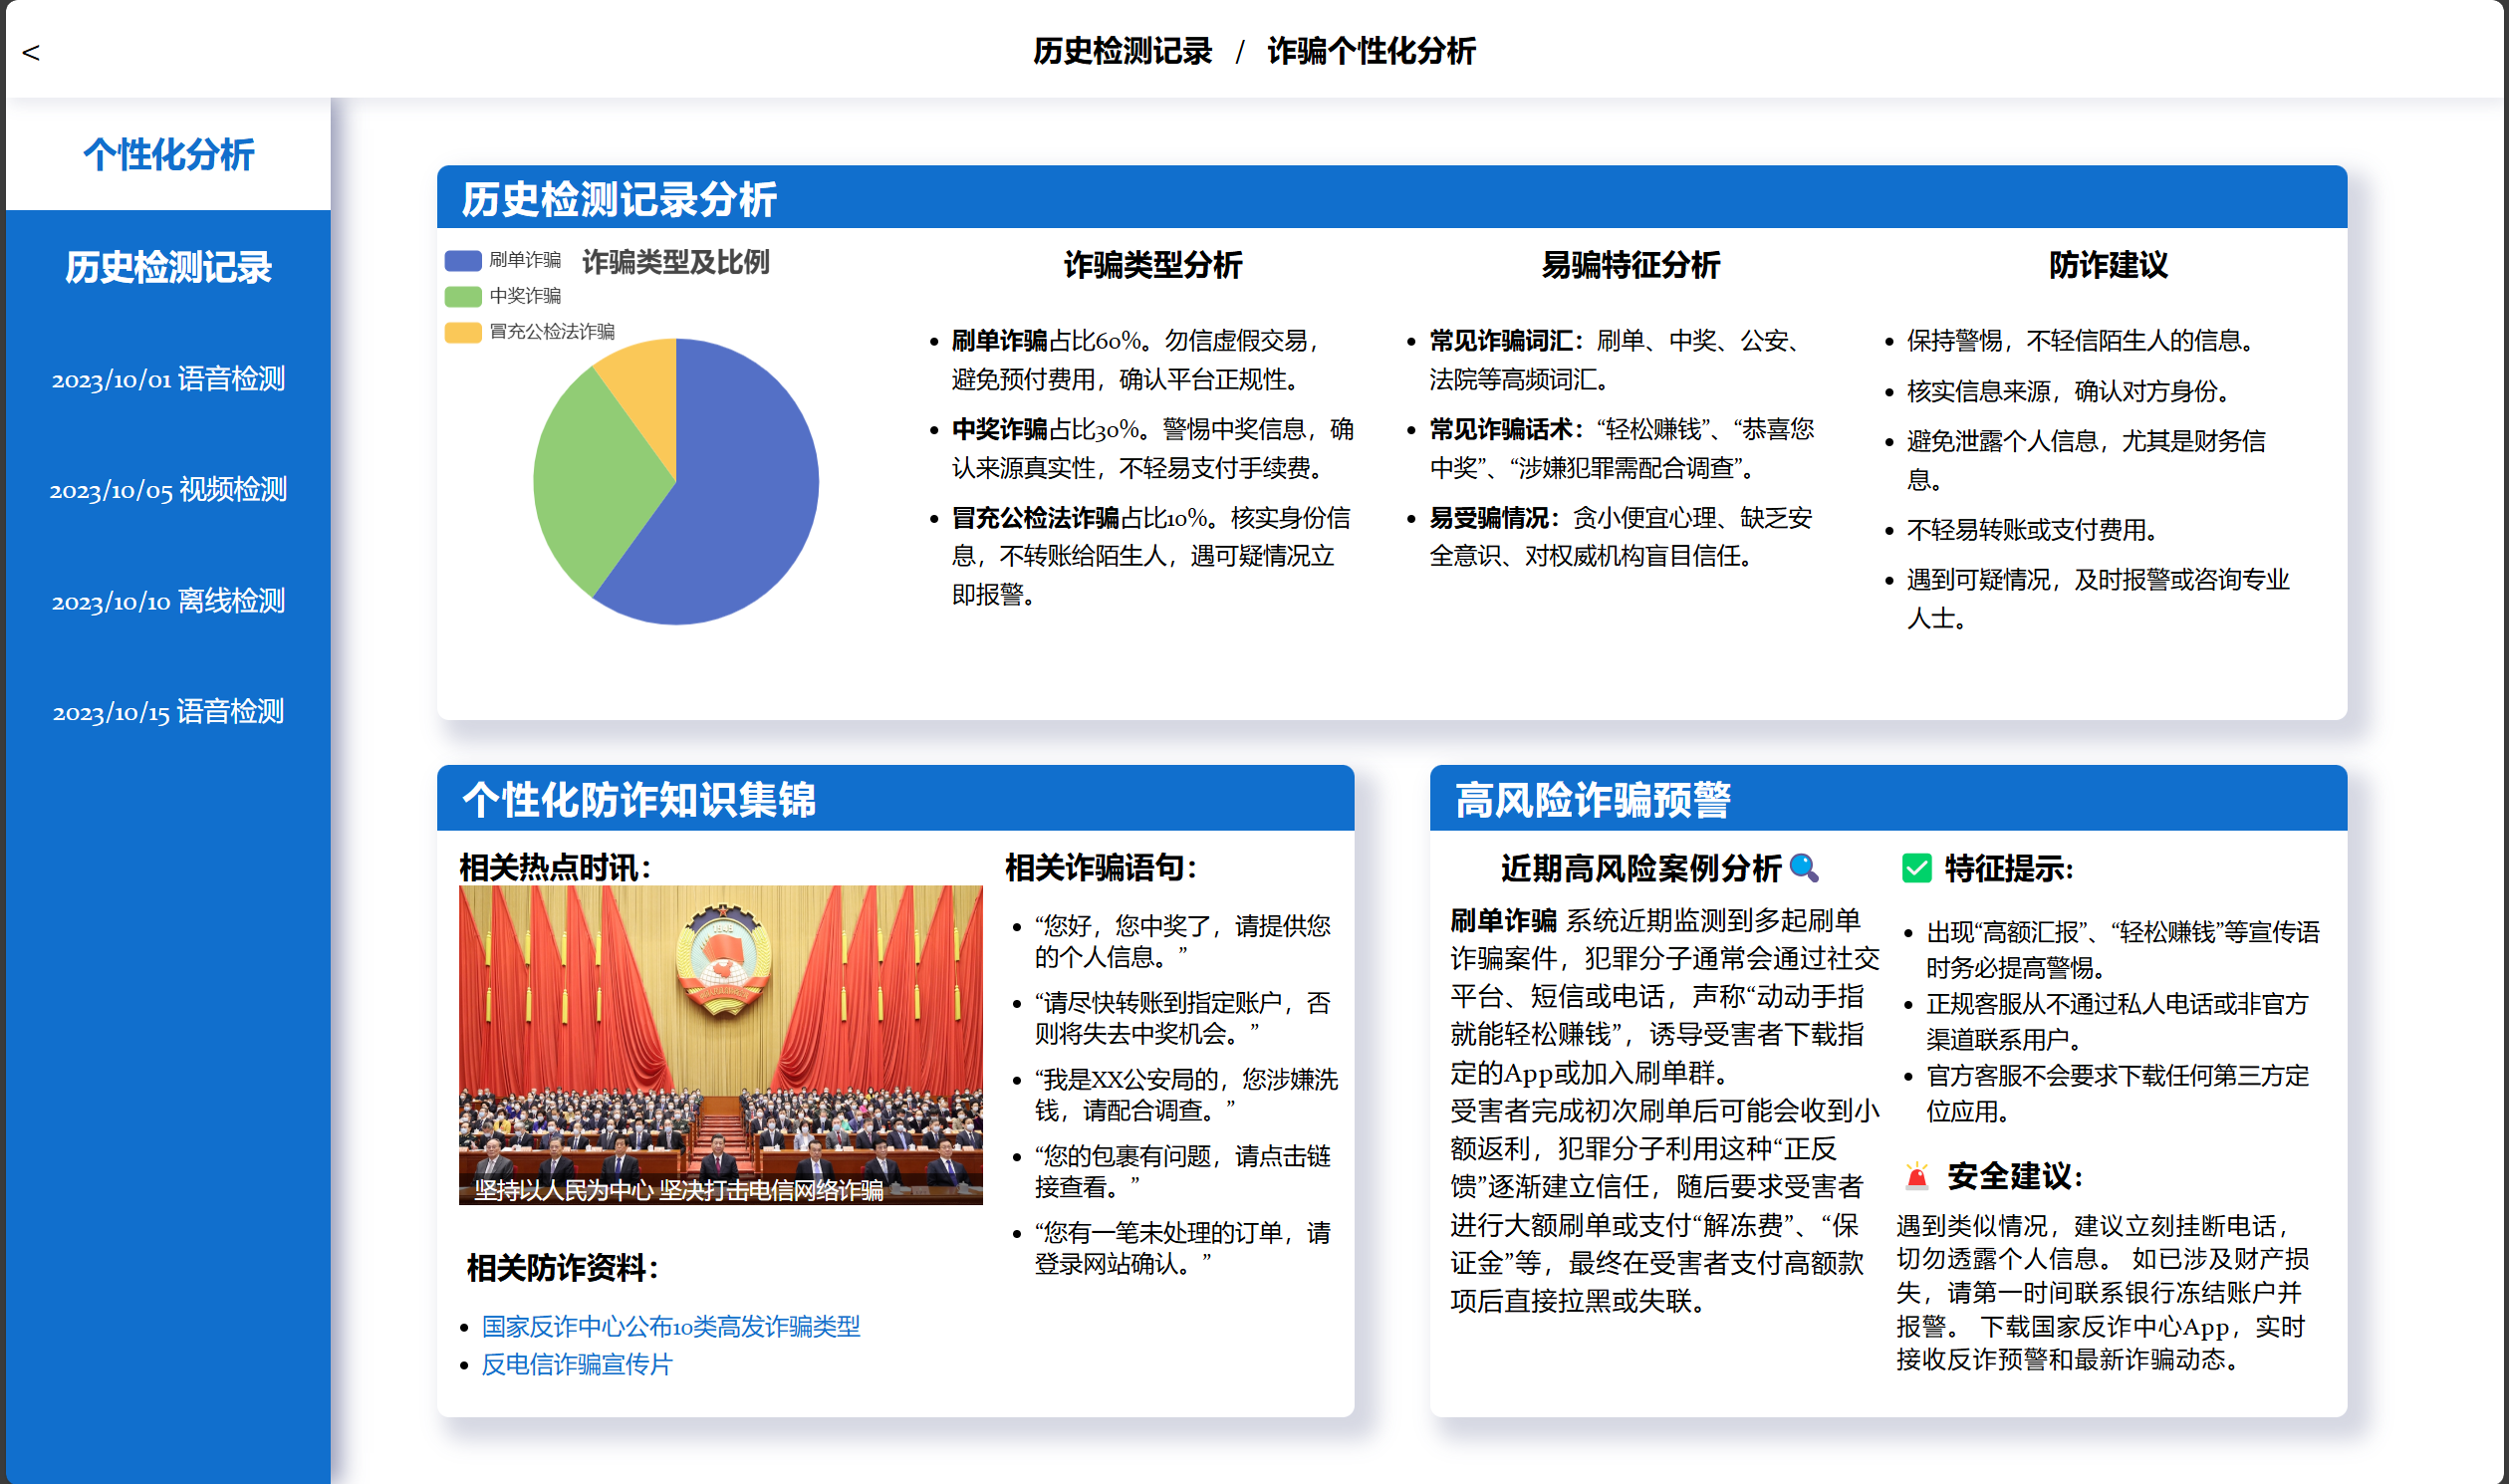 <
历史检测记录 / 诈骗个性化分析
个性化分析
历史检测记录
2023/10/01 语音检测
2023/10/05 视频检测
2023/10/10 离线检测
2023/10/15 语音检测
历史检测记录分析
刷单诈骗
中奖诈骗
冒充公检法诈骗
诈骗类型及比例
诈骗类型分析
刷单诈骗占比60%。勿信虚假交易，
避免预付费用，确认平台正规性。
中奖诈骗占比30%。警惕中奖信息，确
认来源真实性，不轻易支付手续费。
冒充公检法诈骗占比10%。核实身份信
息，不转账给陌生人，遇可疑情况立
即报警。
易骗特征分析
常见诈骗词汇：刷单、中奖、公安、
法院等高频词汇。
常见诈骗话术：“轻松赚钱”、“恭喜您
中奖”、“涉嫌犯罪需配合调查”。
易受骗情况：贪小便宜心理、缺乏安
全意识、对权威机构盲目信任。
防诈建议
保持警惕，不轻信陌生人的信息。
核实信息来源，确认对方身份。
避免泄露个人信息，尤其是财务信
息。
不轻易转账或支付费用。
遇到可疑情况，及时报警或咨询专业
人士。
个性化防诈知识集锦
相关热点时讯：
1949
坚持以人民为中心 坚决打击电信网络诈骗
相关防诈资料：
国家反诈中心公布10类高发诈骗类型
反电信诈骗宣传片
相关诈骗语句：
“您好，您中奖了，请提供您
的个人信息。”
“请尽快转账到指定账户，否
则将失去中奖机会。”
“我是XX公安局的，您涉嫌洗
钱，请配合调查。”
“您的包裹有问题，请点击链
接查看。”
“您有一笔未处理的订单，请
登录网站确认。”
高风险诈骗预警
近期高风险案例分析🔍
刷单诈骗 系统近期监测到多起刷单
诈骗案件，犯罪分子通常会通过社交
平台、短信或电话，声称“动动手指
就能轻松赚钱”，诱导受害者下载指
定的App或加入刷单群。
受害者完成初次刷单后可能会收到小
额返利，犯罪分子利用这种“正反
馈”逐渐建立信任，随后要求受害者
进行大额刷单或支付“解冻费”、“保
证金”等，最终在受害者支付高额款
项后直接拉黑或失联。
✅ 特征提示:
出现“高额汇报”、“轻松赚钱”等宣传语
时务必提高警惕。
正规客服从不通过私人电话或非官方
渠道联系用户。
官方客服不会要求下载任何第三方定
位应用。
🚨 安全建议:
遇到类似情况，建议立刻挂断电话，
切勿透露个人信息。 如已涉及财产损
失，请第一时间联系银行冻结账户并
报警。 下载国家反诈中心App，实时
接收反诈预警和最新诈骗动态。